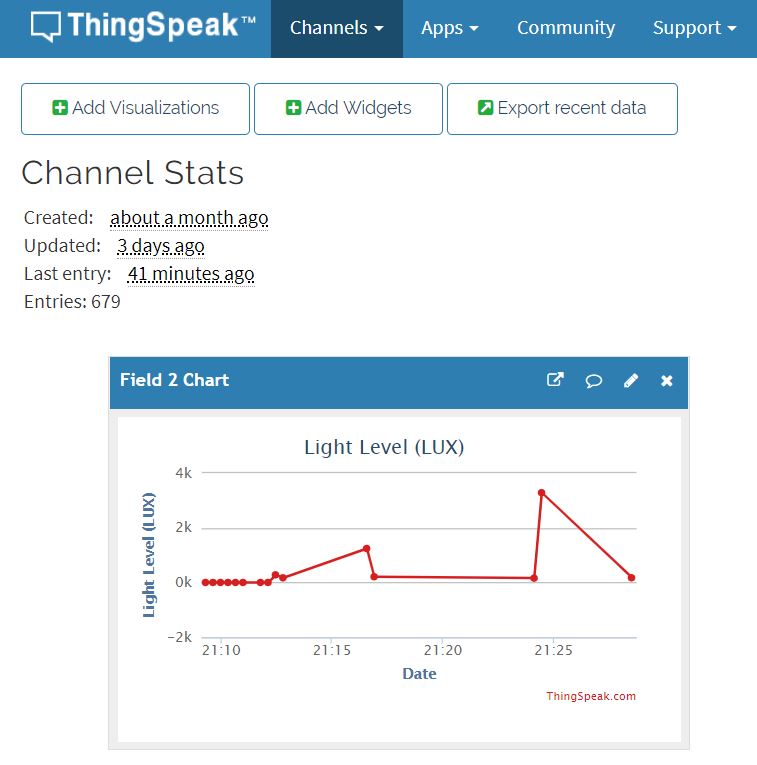 ThingSpeak™ Channels Apps Community Support
Add Visualizations Add Widgets Export recent data
Channel Stats
Created: about a month ago
Updated: 3 days ago
Last entry: 41 minutes ago
Entries: 679
Field 2 Chart
Light Level (LUX)
Light Level (LUX)
4k
2k
0k
-2k
21:10 21:15 21:20 21:25
Date
ThingSpeak.com